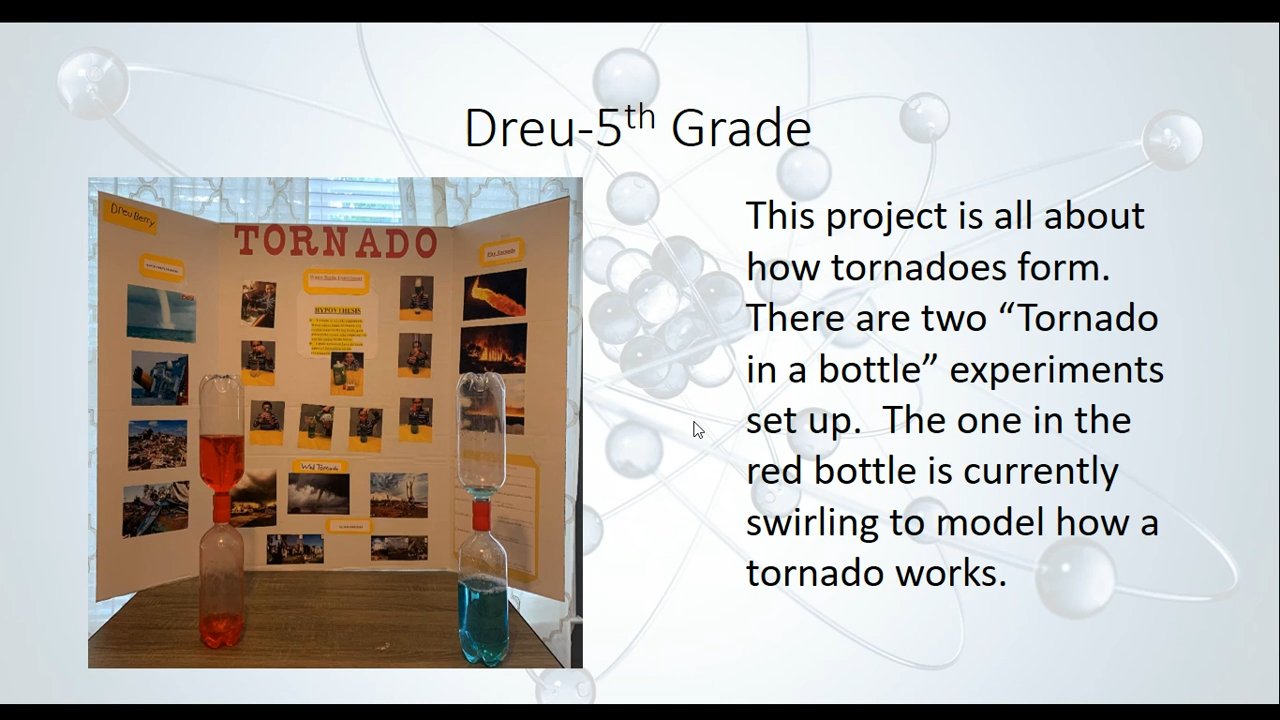 Dreu-5th Grade
Dreu Berry
TORNADO
HYPOTHESIS
Wild Tornado
This project is all about
how tornadoes form.
There are two “Tornado
in a bottle” experiments
set up.  The one in the
red bottle is currently
swirling to model how a
tornado works.